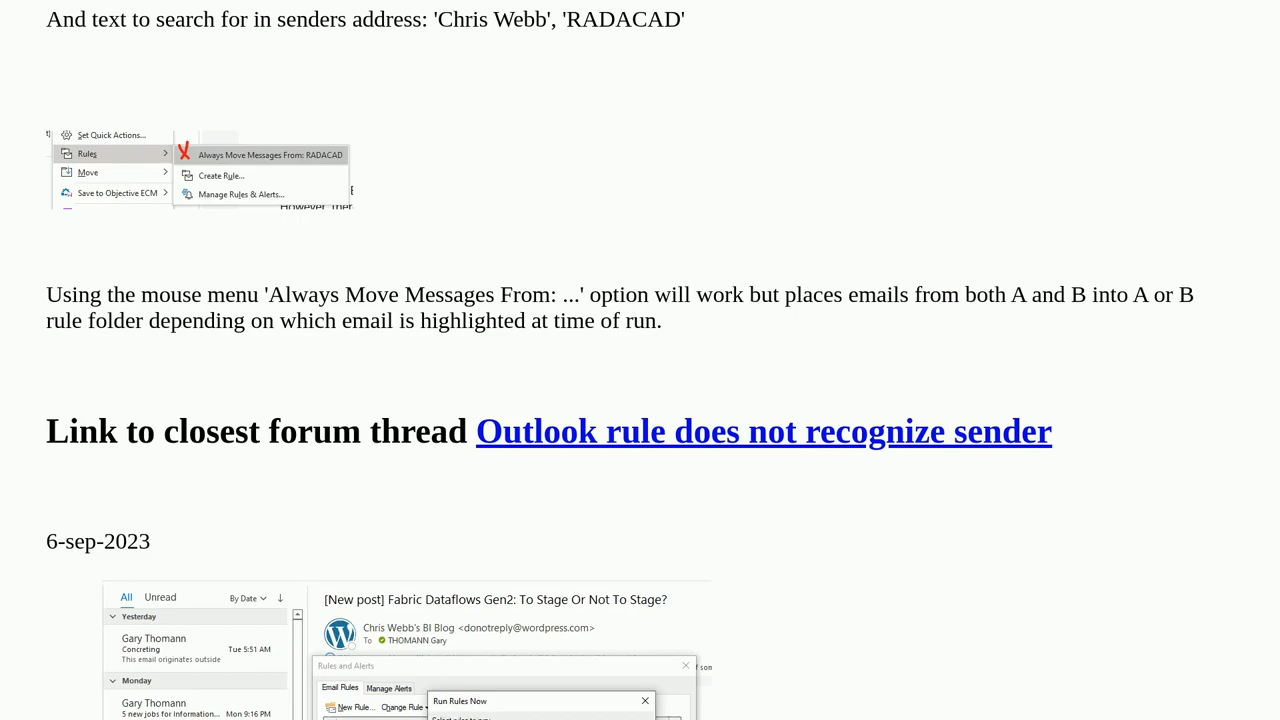 And text to search for in senders address: 'Chris Webb', 'RADACAD'
Set Quick Actions...
Rules
Always Move Messages From: RADACAD
Create Rule...
Move
Save to Objective ECM
Manage Rules & Alerts...
Using the mouse menu 'Always Move Messages From: ...' option will work but places emails from both A and B into A or B
rule folder depending on which email is highlighted at time of run.
Link to closest forum thread Outlook rule does not recognize sender
6-sep-2023
All Unread By Date
[New post] Fabric Dataflows Gen2: To Stage Or Not To Stage?
Yesterday
Chris Webb's BI Blog <donotreply@wordpress.com>
To THOMANN Gary
Gary Thomann
Concreting Tue 5:51 AM
This email originates outside
Rules and Alerts
Monday
Email Rules Manage Alerts
Gary Thomann
5 new jobs for Information... Mon 9:16 PM
New Rule... Change Rule
Run Rules Now